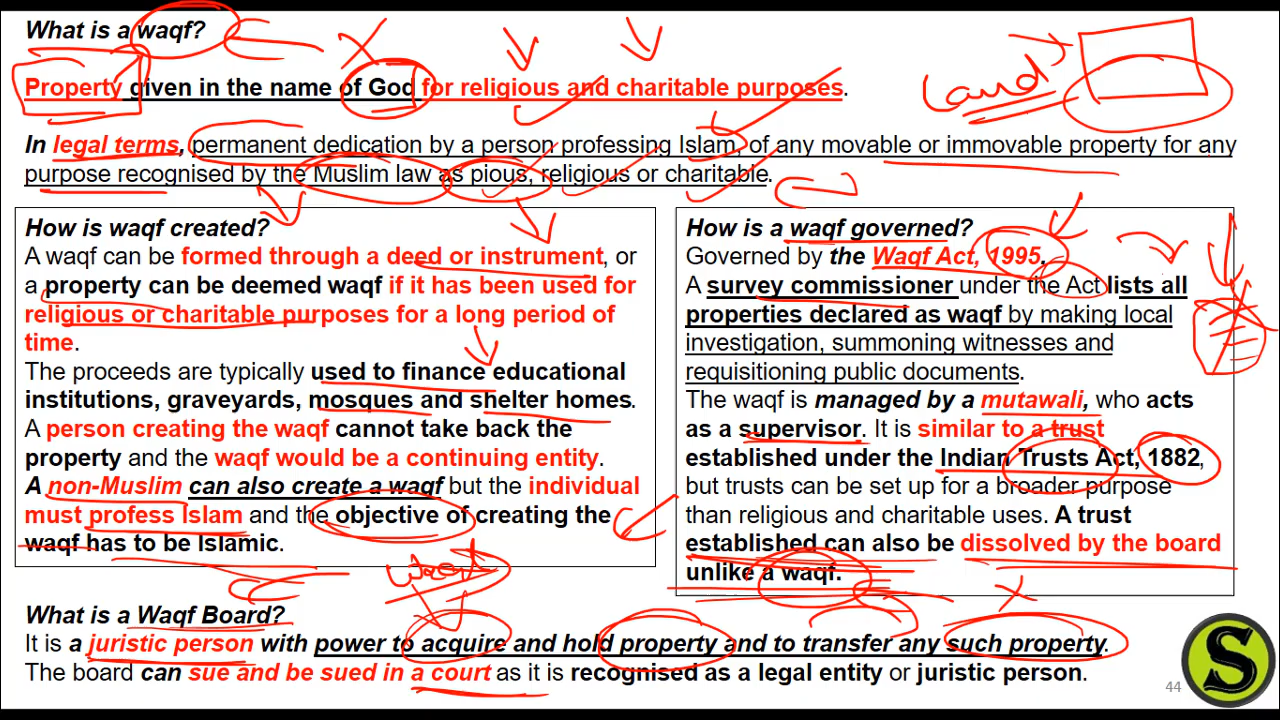 What is a waqf?
Property given in the name of God for religious and charitable purposes.
Land
In legal terms, permanent dedication by a person professing Islam, of any movable or immovable property for any
purpose recognised by the Muslim law as pious, religious or charitable.
How is waqf created?
A waqf can be formed through a deed or instrument, or
a property can be deemed waqf if it has been used for
religious or charitable purposes for a long period of
time.
The proceeds are typically used to finance educational
institutions, graveyards, mosques and shelter homes.
A person creating the waqf cannot take back the
property and the waqf would be a continuing entity.
A non-Muslim can also create a waqf but the individual
must profess Islam and the objective of creating the
waqf has to be Islamic.
How is a waqf governed?
Governed by the Waqf Act, 1995.
A survey commissioner under the Act lists all
properties declared as waqf by making local
investigation, summoning witnesses and
requisitioning public documents.
The waqf is managed by a mutawali, who acts
as a supervisor. It is similar to a trust
established under the Indian Trusts Act, 1882,
but trusts can be set up for a broader purpose
than religious and charitable uses. A trust
established can also be dissolved by the board
unlike a waqf.
Waqf
What is a Waqf Board?
It is a juristic person with power to acquire and hold property and to transfer any such property.
The board can sue and be sued in a court as it is recognised as a legal entity or juristic person.
44
S